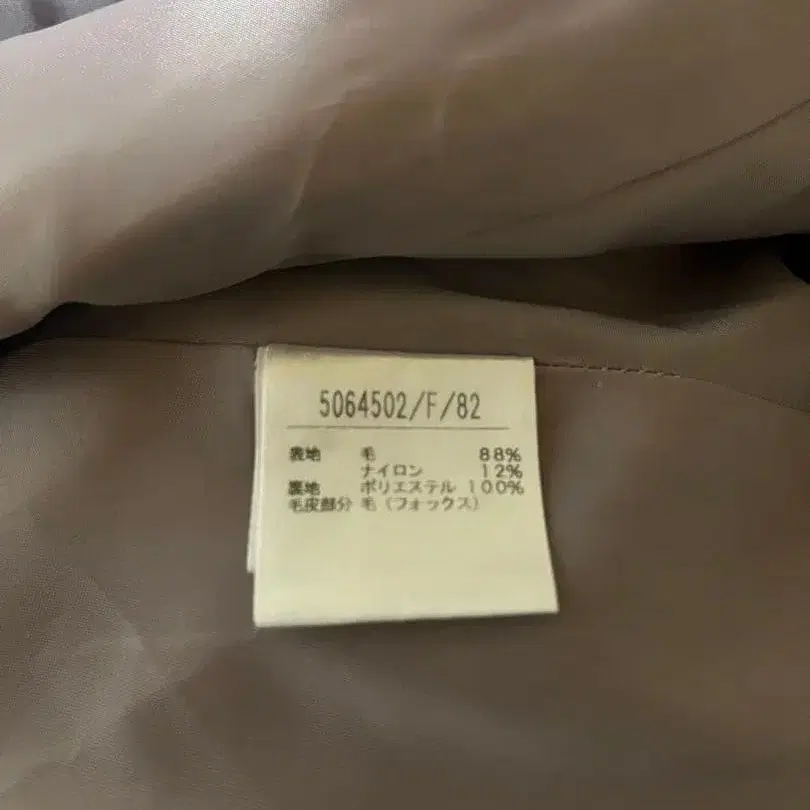 5064502/F/82
表地 毛 88%
ナイロン 12%
裏地 ポリエステル 100%
毛皮部分 毛(フォックス)